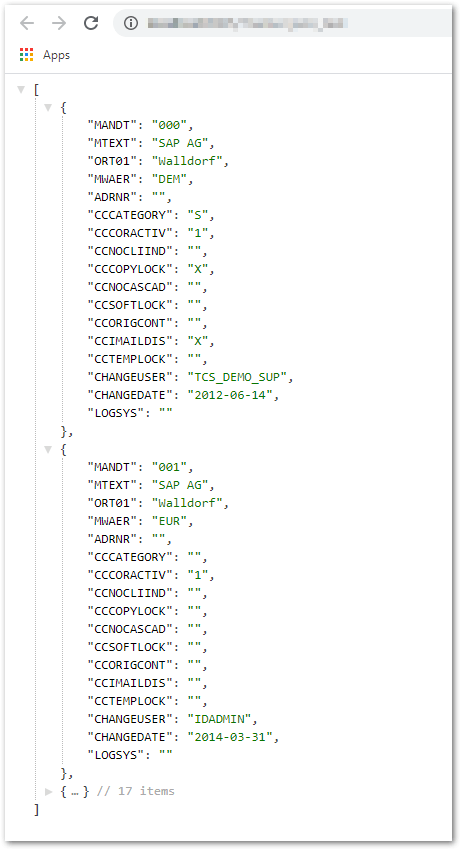 Apps
[
{
"MANDT": "000",
"MTEXT": "SAP AG",
"ORT01": "Walldorf",
"MWAER": "DEM",
"ADRNR": "",
"CCCATEGORY": "S",
"CCCORACTIV": "1",
"CCNOCLIIND": "",
"CCCOPYLOCK": "X",
"CCNOCASCAD": "",
"CCSOFTLOCK": "",
"CCORIGCONT": "",
"CCIMAILDIS": "X",
"CCTEMPLOCK": "",
"CHANGEUSER": "TCS_DEMO_SUP",
"CHANGEDATE": "2012-06-14",
"LOGSYS": ""
},
{
"MANDT": "001",
"MTEXT": "SAP AG",
"ORT01": "Walldorf",
"MWAER": "EUR",
"ADRNR": "",
"CCCATEGORY": "",
"CCCORACTIV": "1",
"CCNOCLIIND": "",
"CCCOPYLOCK": "",
"CCNOCASCAD": "",
"CCSOFTLOCK": "",
"CCORIGCONT": "",
"CCIMAILDIS": "",
"CCTEMPLOCK": "",
"CHANGEUSER": "IDADMIN",
"CHANGEDATE": "2014-03-31",
"LOGSYS": ""
},
{…} // 17 items
]